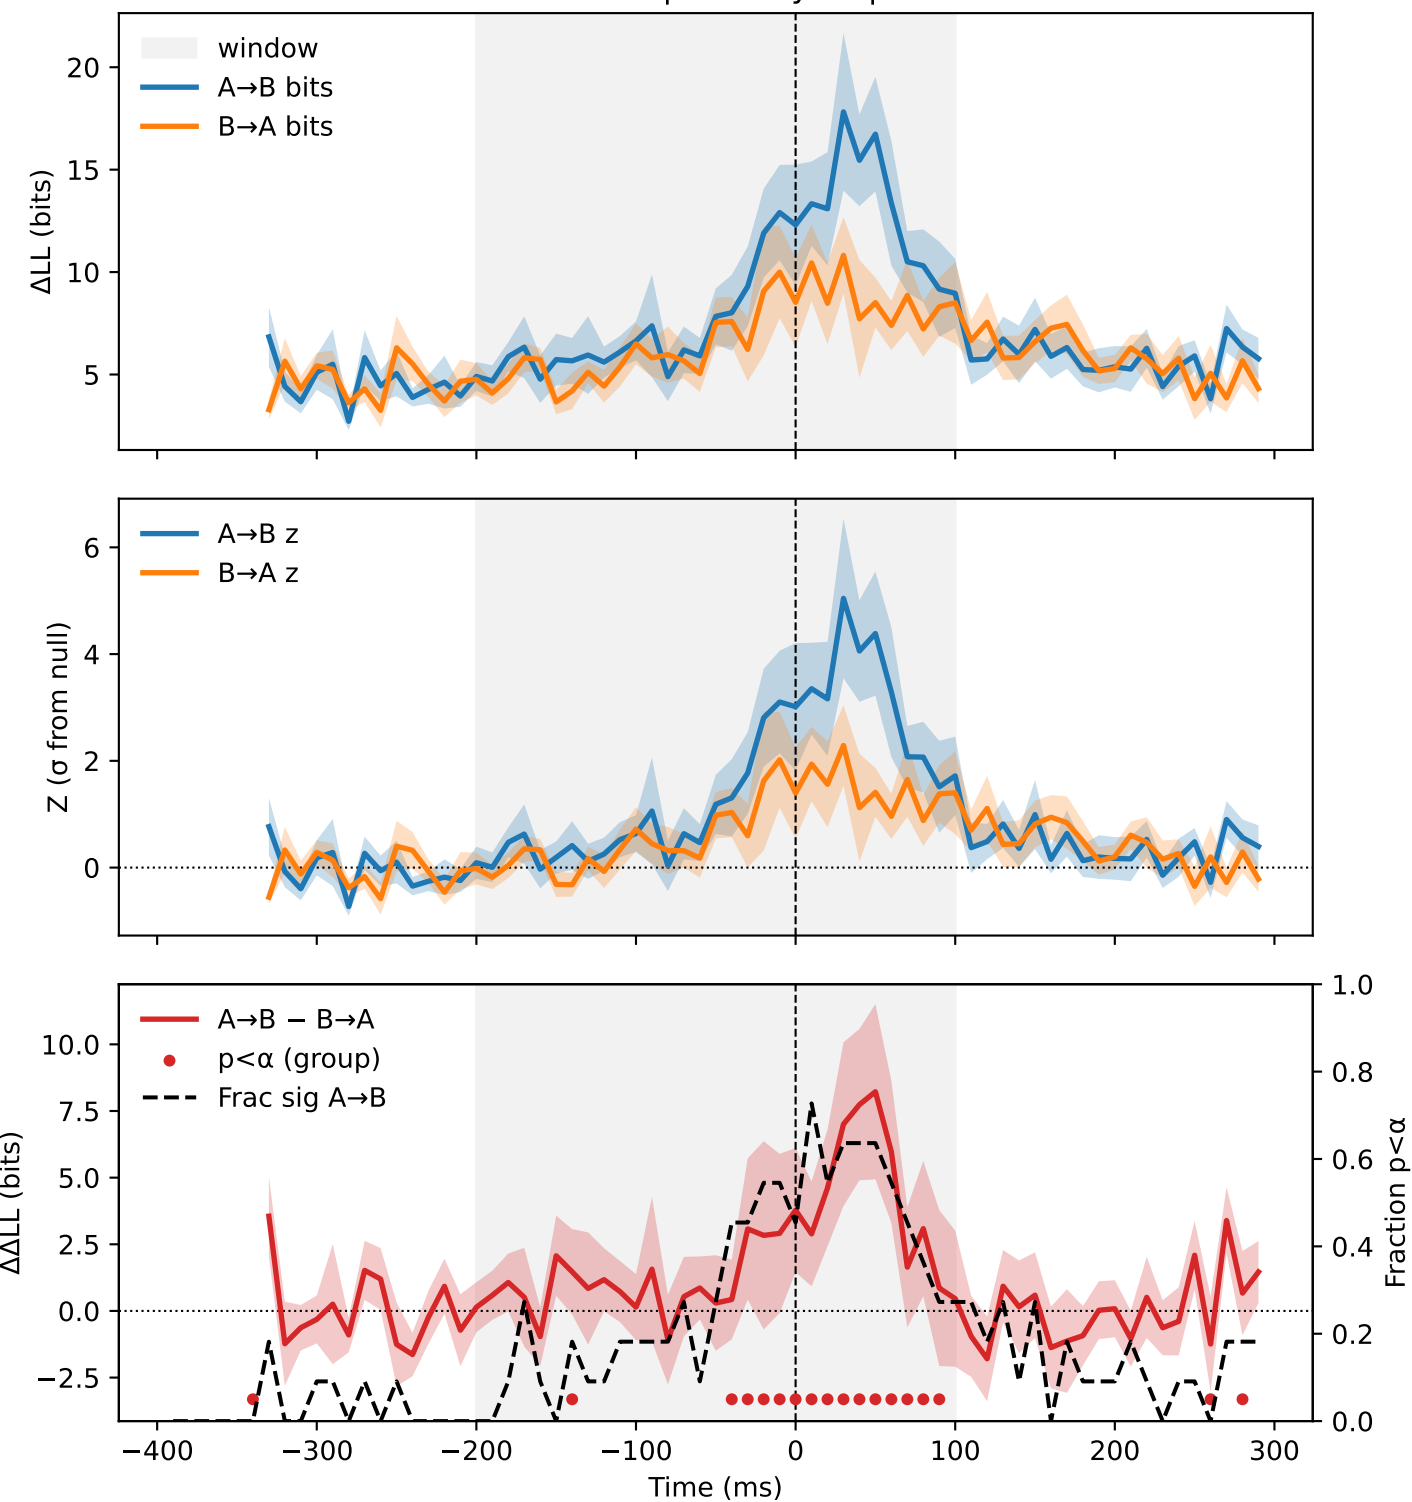 20
15
10
5
ΔLL (bits)
window
A→B bits
B→A bits
6
4
2
0
Z (σ from null)
A→B z
B→A z
10.0
7.5
5.0
2.5
0.0
−2.5
ΔΔLL (bits)
A→B − B→A
p<α (group)
Frac sig A→B
1.0
0.8
0.6
0.4
0.2
0.0
Fraction p<α
−400 −300 −200 −100 0 100 200 300
Time (ms)